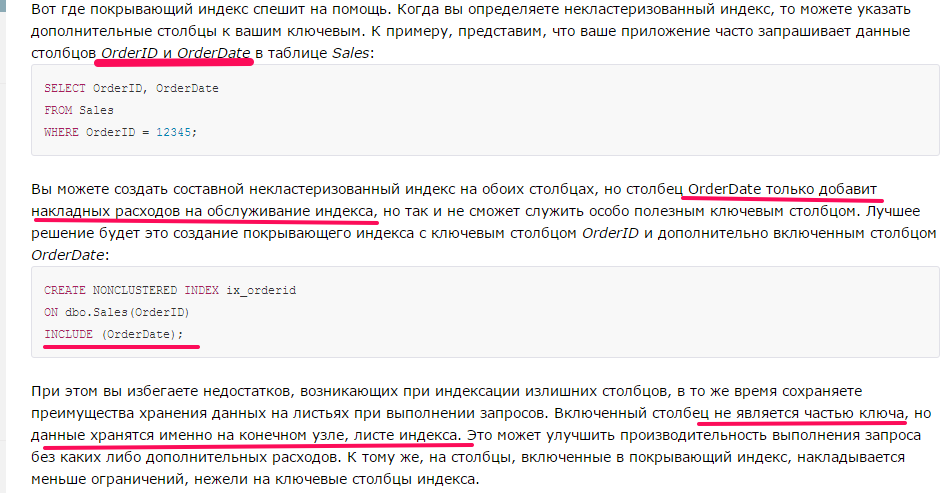 Вот где покрывающий индекс спешит на помощь. Когда вы определяете некластеризованный индекс, то можете указать
дополнительные столбцы к вашим ключевым. К примеру, представим, что ваше приложение часто запрашивает данные
столбцов OrderID и OrderDate в таблице Sales:
SELECT OrderID, OrderDate
FROM Sales
WHERE OrderID = 12345;
Вы можете создать составной некластеризованный индекс на обоих столбцах, но столбец OrderDate только добавит
накладных расходов на обслуживание индекса, но так и не сможет служить особо полезным ключевым столбцом. Лучшее
решение будет это создание покрывающего индекса с ключевым столбцом OrderID и дополнительно включенным столбцом
OrderDate:
CREATE NONCLUSTERED INDEX ix_orderid
ON dbo.Sales(OrderID)
INCLUDE (OrderDate);
При этом вы избегаете недостатков, возникающих при индексации излишних столбцов, в то же время сохраняете
преимущества хранения данных на листьях при выполнении запросов. Включенный столбец не является частью ключа, но
данные хранятся именно на конечном узле, листе индекса. Это может улучшить производительность выполнения запроса
без каких либо дополнительных расходов. К тому же, на столбцы, включенные в покрывающий индекс, накладывается
меньше ограничений, нежели на ключевые столбцы индекса.